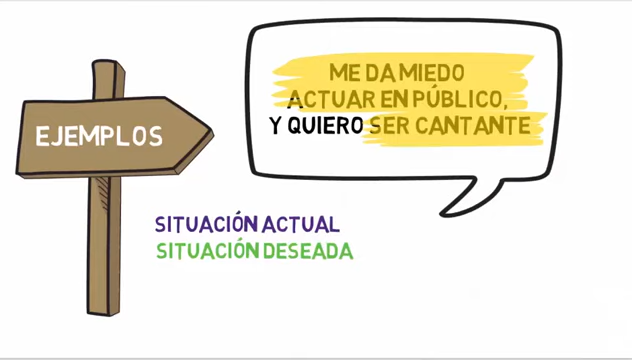 EJEMPLOS
ME DA MIEDO
ACTUAR EN PÚBLICO,
Y QUIERO SER CANTANTE
SITUACIÓN ACTUAL
SITUACIÓN DESEADA